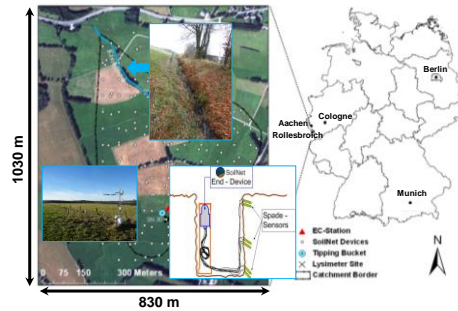 1030 m
830 m
0 75 150 300 Meters
SoilNet
End - Device
Spade -
Sensors
Berlin
Cologne
Aachen
Rollesbroich
Munich
N
EC-Station
SoilNet Devices
Tipping Bucket
Lysimeter Site
Catchment Border